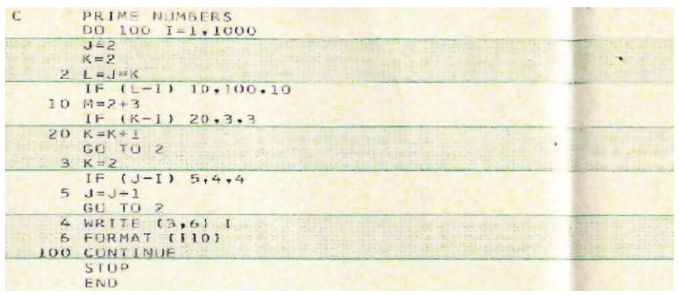 C PRIME NUMBERS
DO 100 I=1,1000
J=2
K=2
2 L=J*K
IF (L-I) 10,100,10
10 M=2+3
IF (K-I) 20,3,3
20 K=K+1
GO TO 2
3 K=2
IF (J-I) 5,4,4
5 J=J+1
GO TO 2
4 WRITE (3,6) I
6 FORMAT (I10)
100 CONTINUE
STOP
END